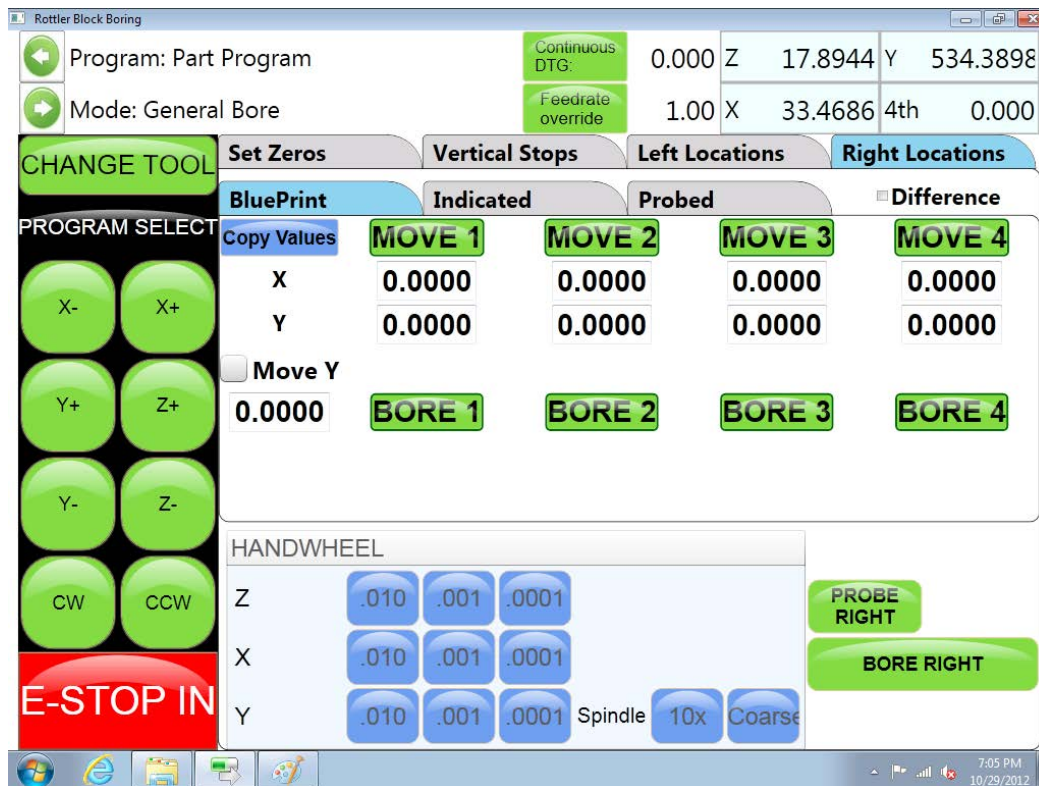 Rottler Block Boring
Program: Part Program
Continuous DTG: 0.000 Z 17.8944 Y 534.3898
Mode: General Bore
Feedrate override 1.00 X 33.4686 4th 0.000
CHANGE TOOL
Set Zeros Vertical Stops Left Locations Right Locations
BluePrint Indicated Probed Difference
PROGRAM SELECT
Copy Values MOVE 1 MOVE 2 MOVE 3 MOVE 4
X 0.0000 0.0000 0.0000 0.0000
Y 0.0000 0.0000 0.0000 0.0000
Move Y
0.0000 BORE 1 BORE 2 BORE 3 BORE 4
X- X+
Y+ Z+
Y- Z-
CW CCW
E-STOP IN
HANDWHEEL
Z .010 .001 .0001
X .010 .001 .0001
Y .010 .001 .0001 Spindle 10x Coarse
PROBE
RIGHT
BORE RIGHT
7:05 PM
10/29/2012